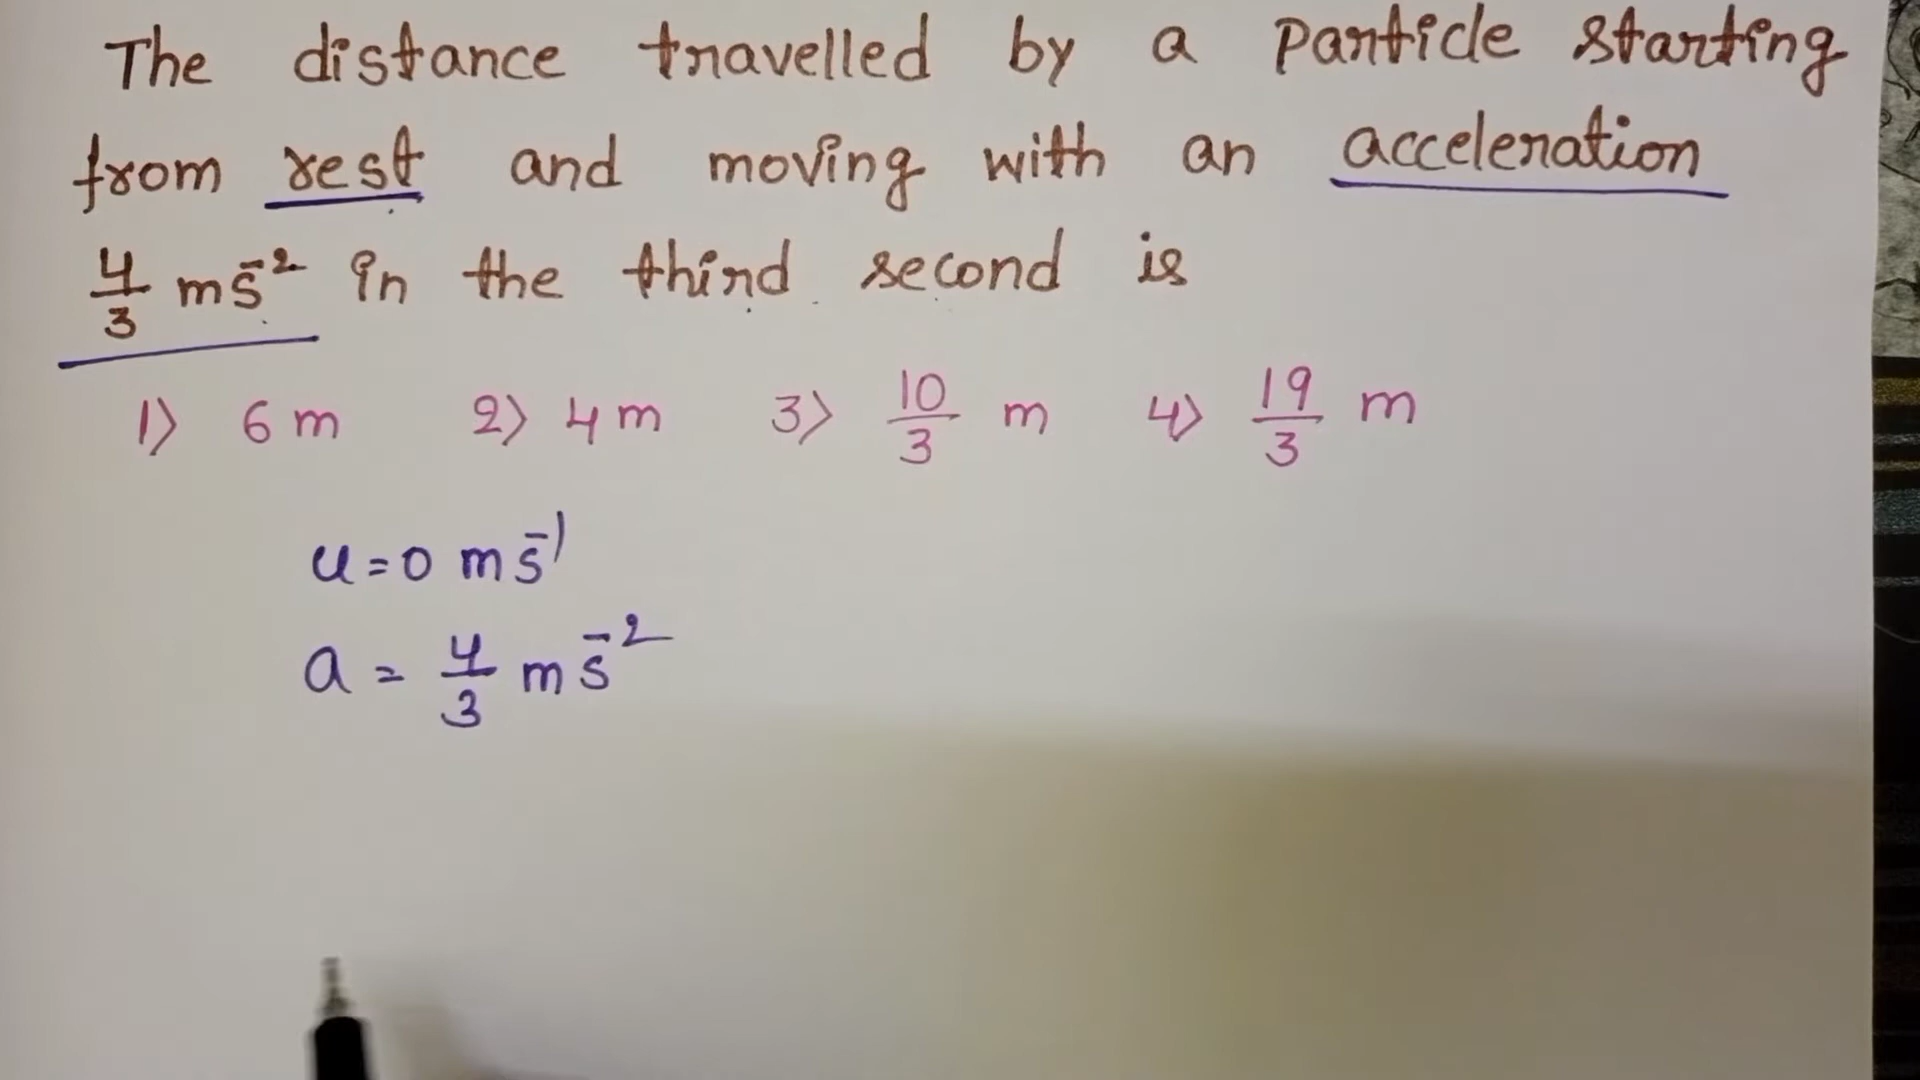 The distance travelled by a particle starting
from rest and moving with an acceleration
4/3 ms⁻² in the third second is
1) 6 m 2) 4 m 3) 10/3 m 4) 19/3 m
u = 0 ms⁻¹
a = 4/3 ms⁻²